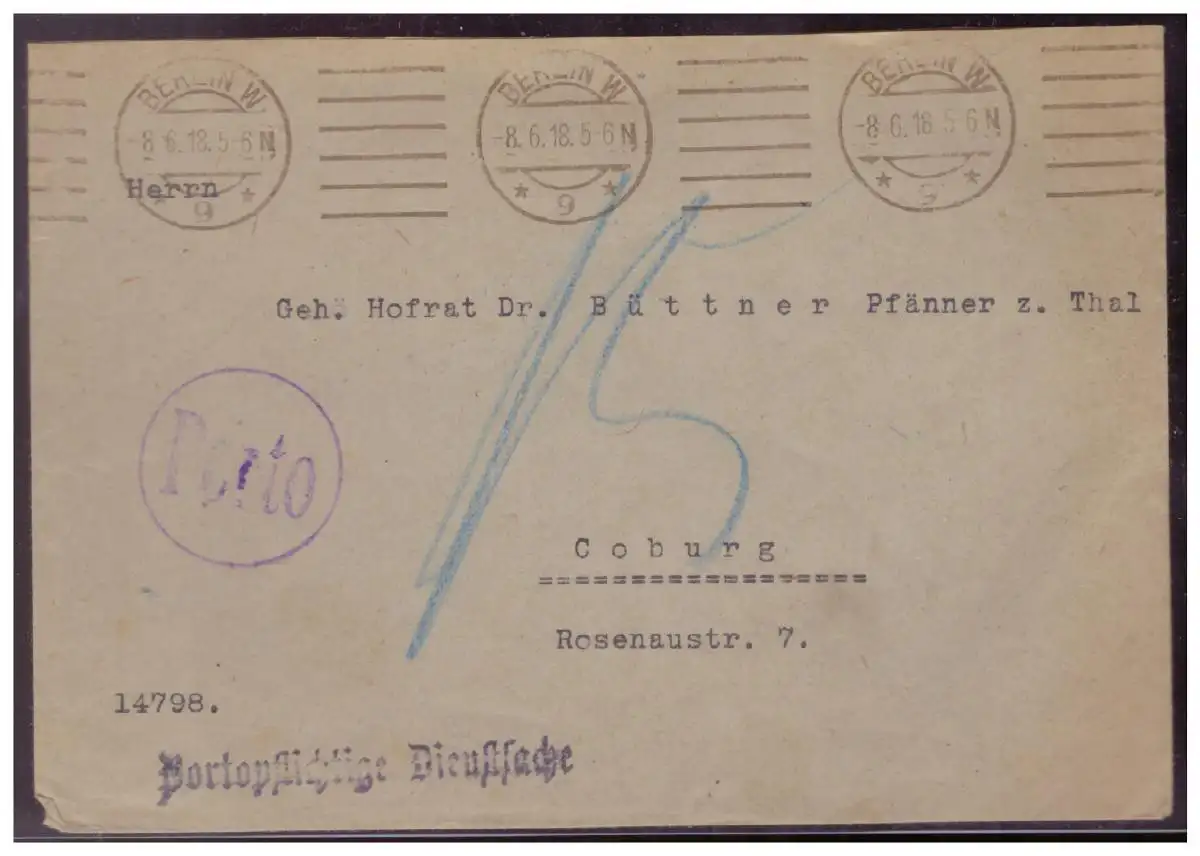 BERLIN W
-8.6.18.5-6N
* 9 *
BERLIN W
-8.6.18.5-6N
* 9 *
BERLIN W
-8.6.18.5-6N
* 9 *
Herrn
Geh. Hofrat Dr. B ü t t n e r Pfänner z. Thal
15
Porto
C o b u r g
==================
Rosenaustr. 7.
14798.
Portopflichtige Dienstsache